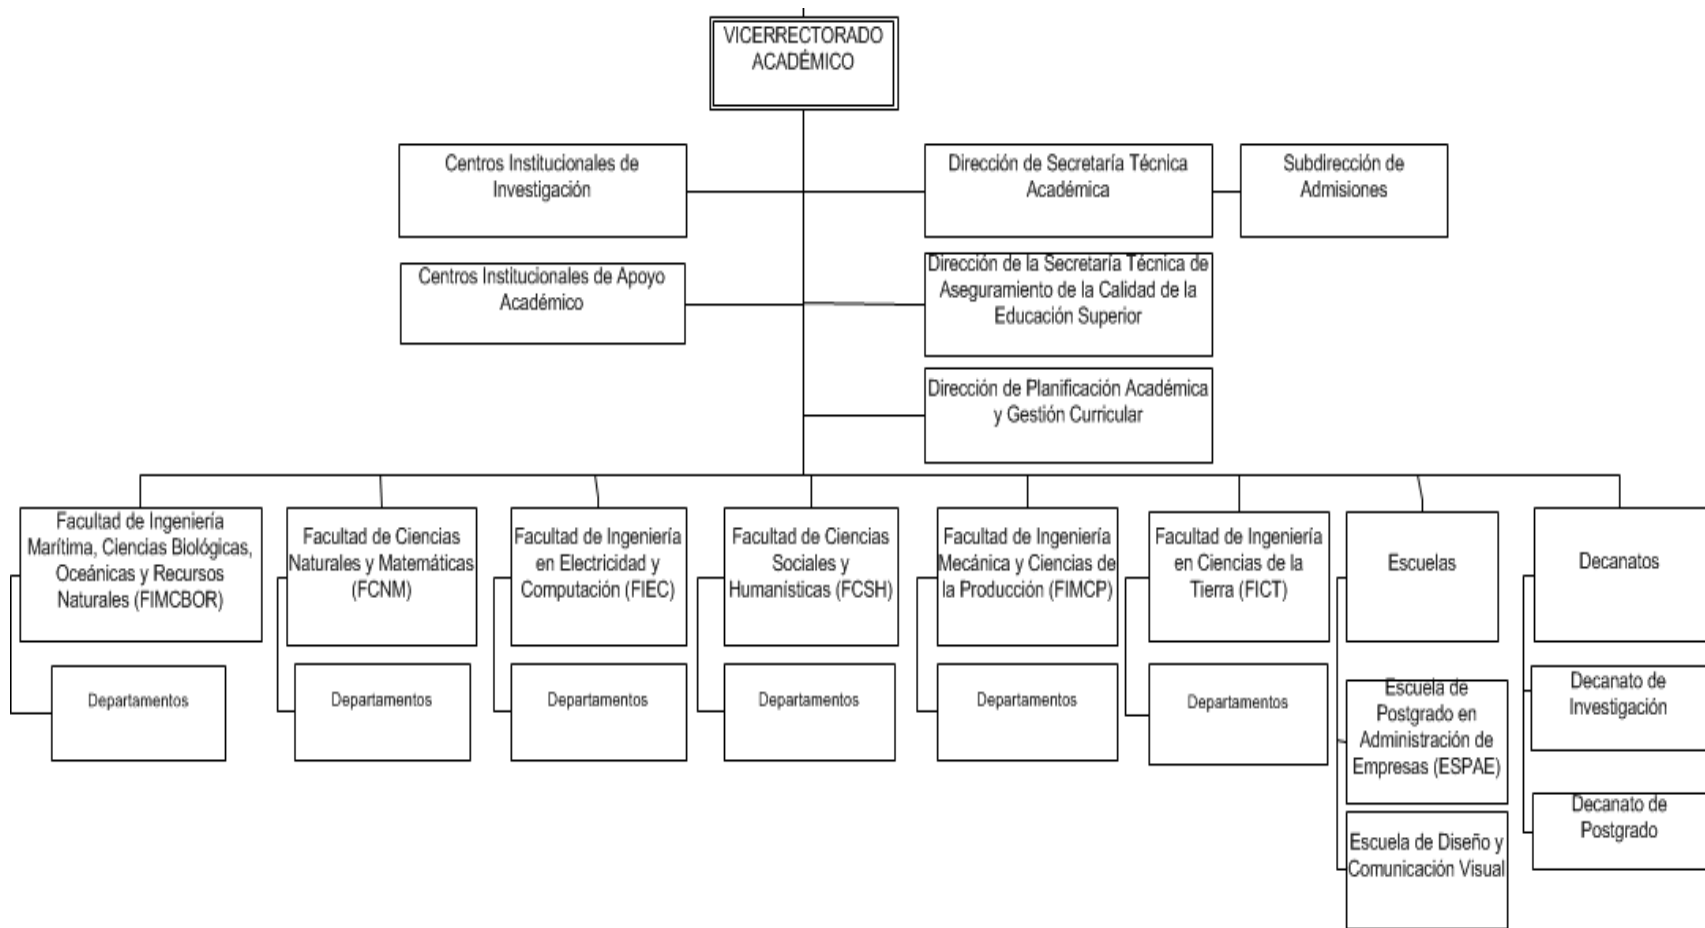 VICERRECTORADO
ACADÉMICO
Centros Institucionales de
Investigación
Dirección de Secretaría Técnica
Académica
Subdirección de
Admisiones
Centros Institucionales de Apoyo
Académico
Dirección de la Secretaría Técnica de
Aseguramiento de la Calidad de la
Educación Superior
Dirección de Planificación Académica
y Gestión Curricular
Facultad de Ingeniería
Marítima, Ciencias Biológicas,
Oceánicas y Recursos
Naturales (FIMCBOR)
Facultad de Ciencias
Naturales y Matemáticas
(FCNM)
Facultad de Ingeniería
en Electricidad y
Computación (FIEC)
Facultad de Ciencias
Sociales y
Humanísticas (FCSH)
Facultad de Ingeniería
Mecánica y Ciencias de
la Producción (FIMCP)
Facultad de Ingeniería
en Ciencias de la
Tierra (FICT)
Escuelas
Decanatos
Departamentos
Departamentos
Departamentos
Departamentos
Departamentos
Departamentos
Escuela de
Postgrado en
Administración de
Empresas (ESPAE)
Decanato de
Investigación
Escuela de Diseño y
Comunicación Visual
Decanato de
Postgrado